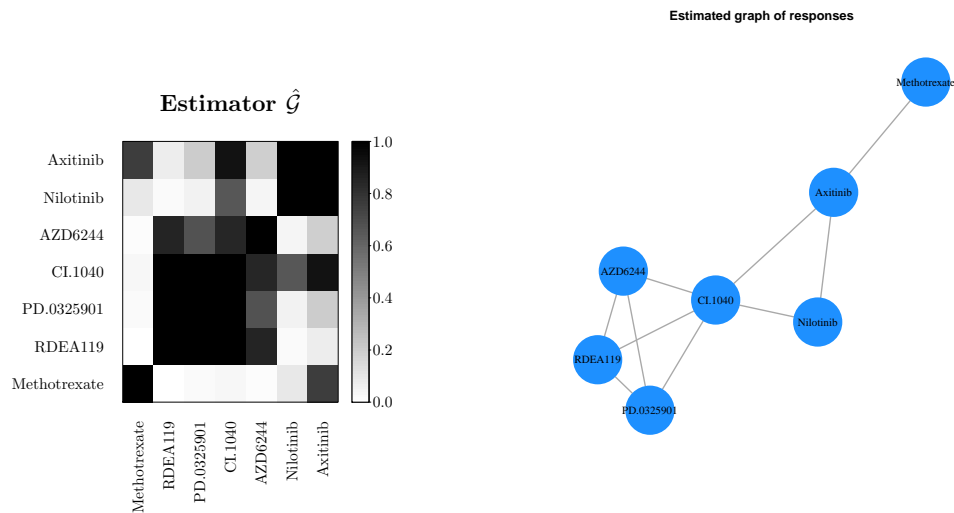 Estimated graph of responses
Estimator Ĝ
Axitinib
Nilotinib
AZD6244
CI.1040
PD.0325901
RDEA119
Methotrexate
1.0
0.8
0.6
0.4
0.2
0.0
Methotrexate
RDEA119
PD.0325901
CI.1040
AZD6244
Nilotinib
Axitinib
Methotrexate
Axitinib
AZD6244
CI.1040
Nilotinib
RDEA119
PD.0325901